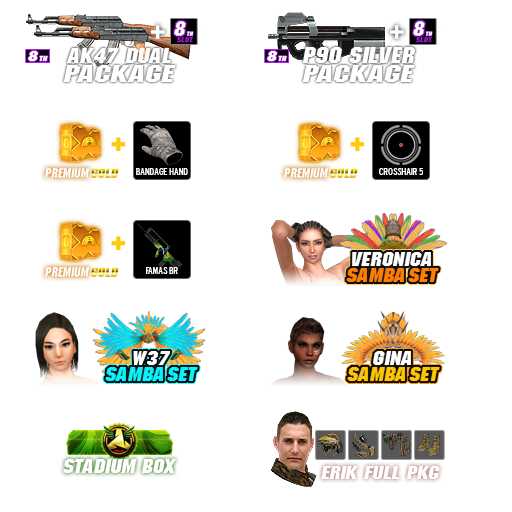 8TH
AK47 DUAL
PACKAGE
+ 8TH
SLOT
8TH
P90 SILVER
PACKAGE
+ 8TH
SLOT
PREMIUM GOLD
+
BANDAGE HAND
PREMIUM GOLD
+
CROSSHAIR 5
PREMIUM GOLD
+
FAMAS BR
VERONICA
SAMBA SET
W37
SAMBA SET
GINA
SAMBA SET
STADIUM BOX
ERIK FULL PKG